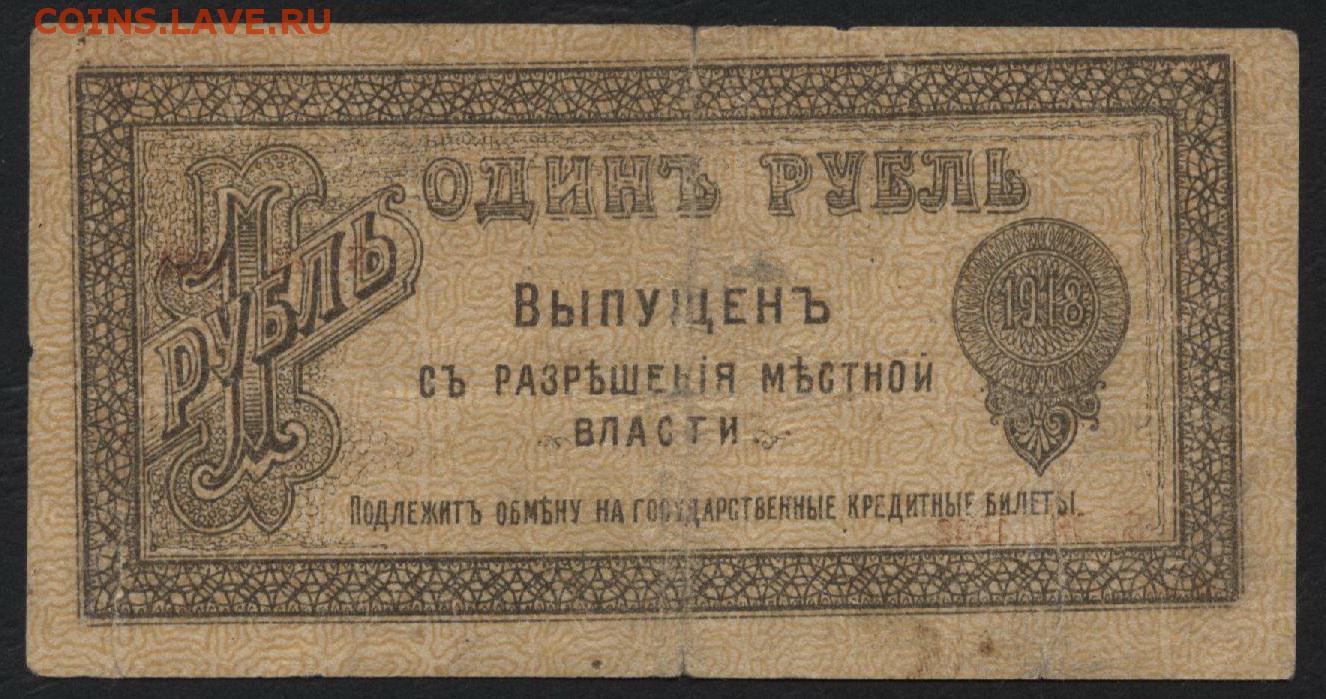 COINS.LAVE.RU
ОДИНЪ РУБЛЬ
1
РУБЛЬ
1918
ВЫПУЩЕНЪ
СЪ РАЗРѢШЕНІЯ МѢСТНОЙ
ВЛАСТИ
ПОДЛЕЖИТЪ ОБМѢНУ НА ГОСУДАРСТВЕННЫЕ КРЕДИТНЫЕ БИЛЕТЫ.